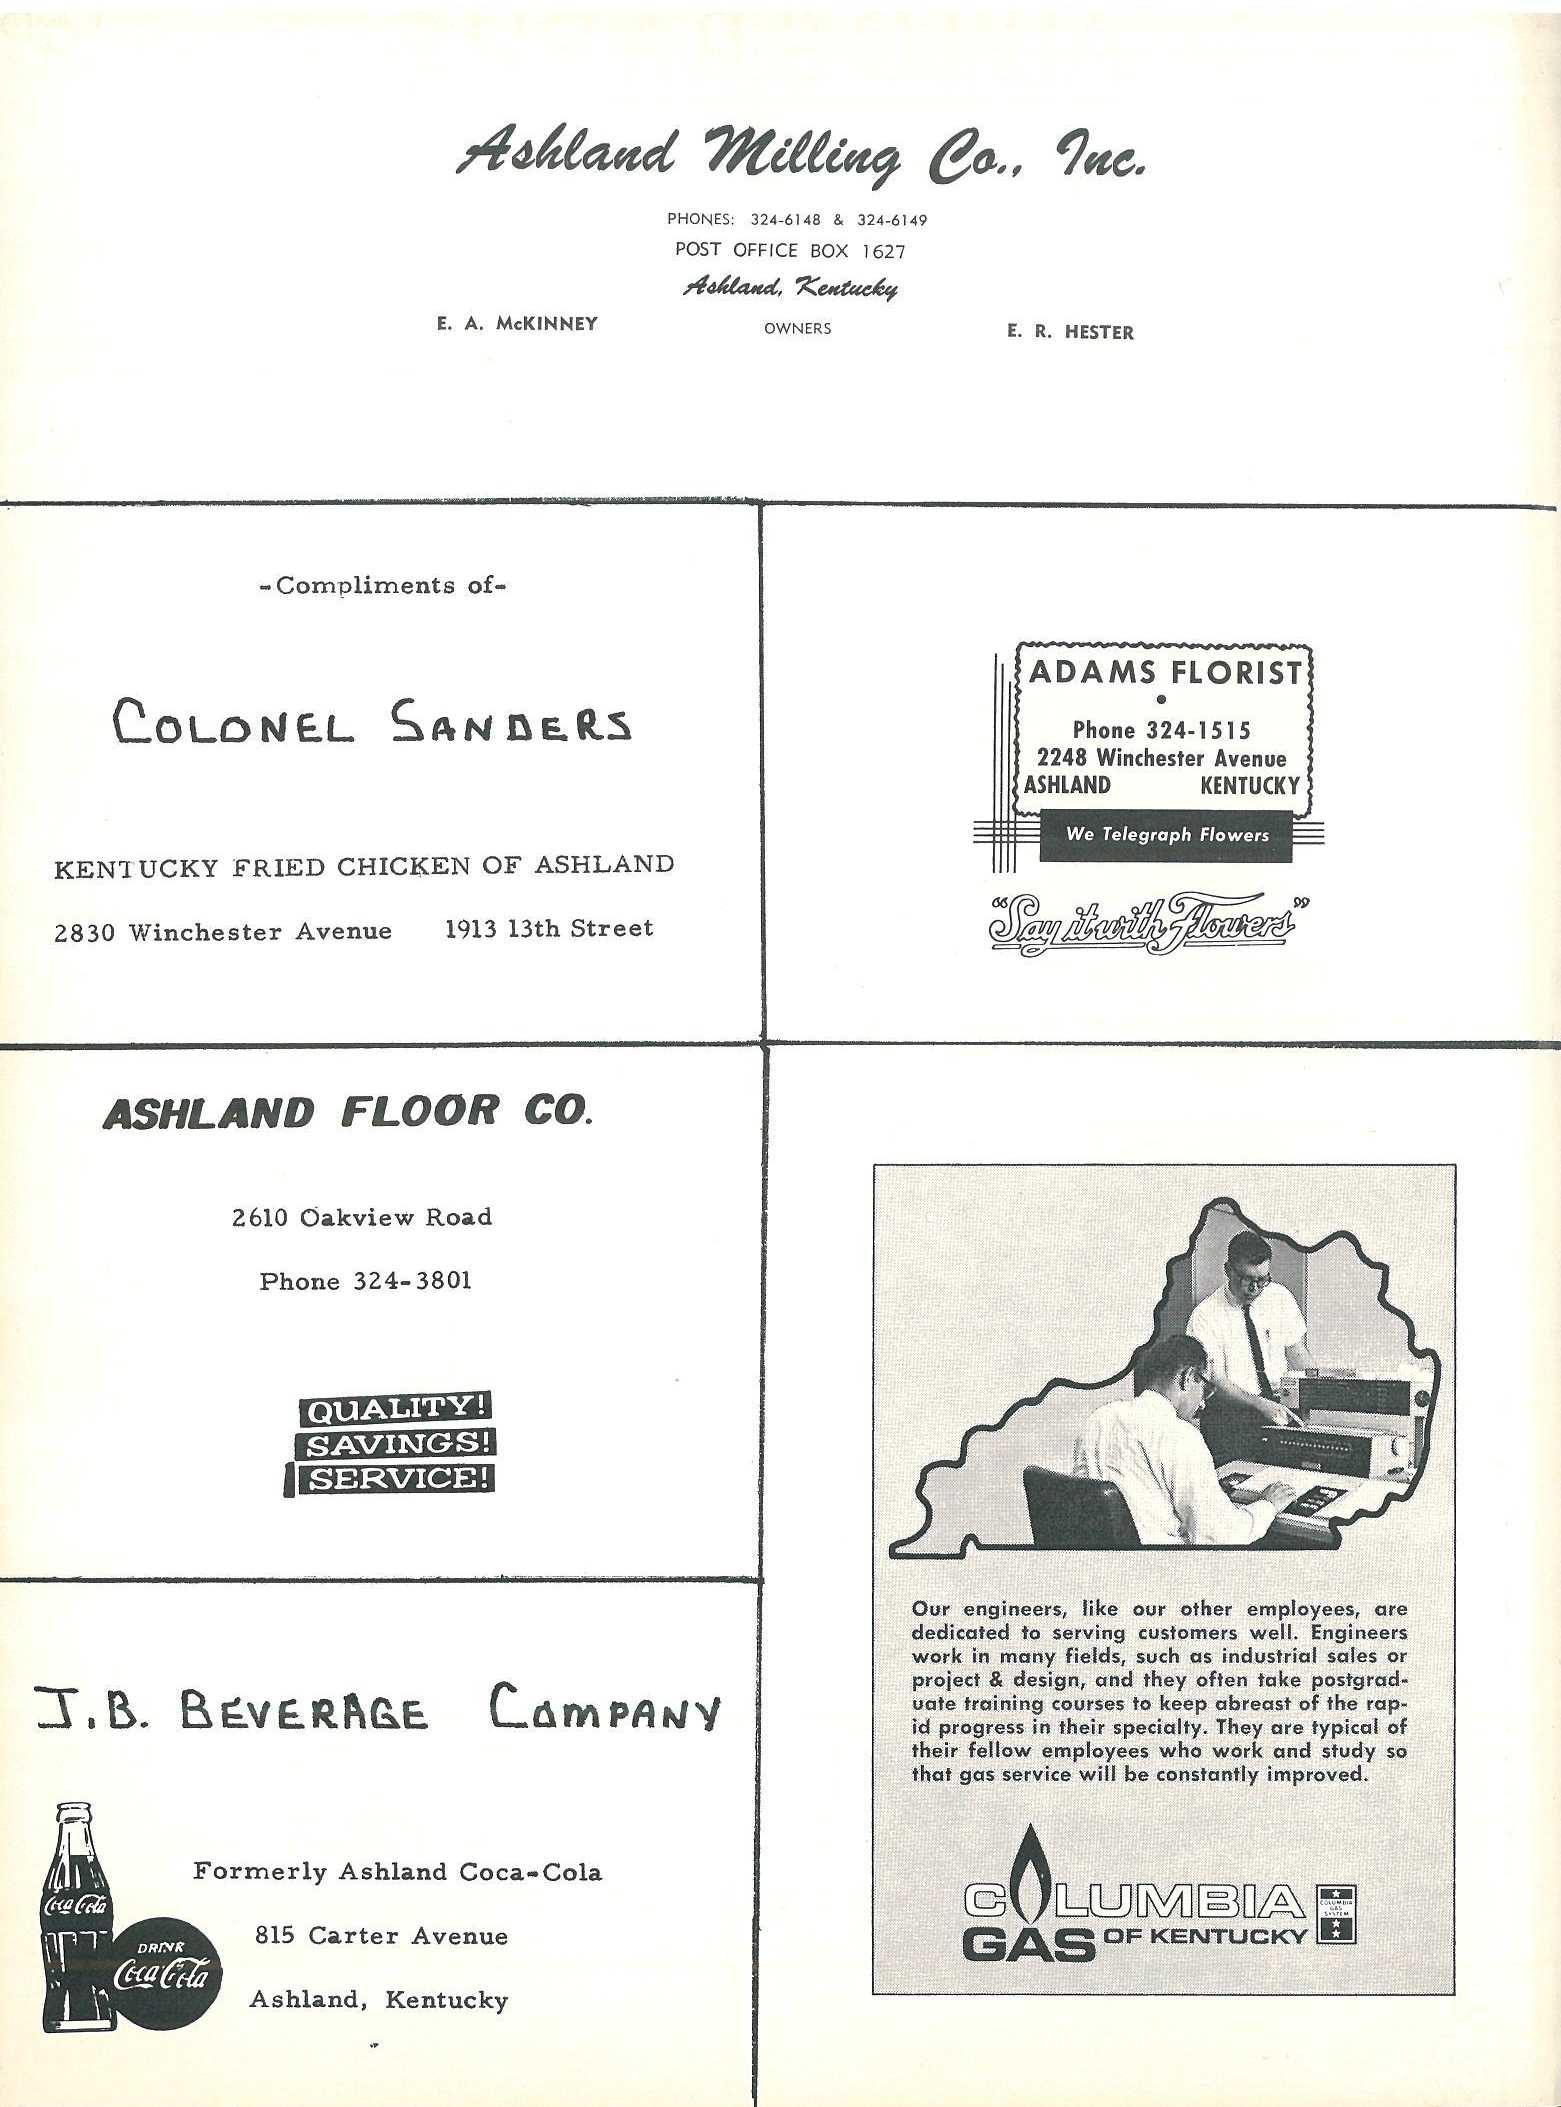 Ashland Milling Co., Inc.
PHONES: 324-6148 & 324-6149
POST OFFICE BOX 1627
Ashland, Kentucky
E. A. McKINNEY OWNERS E. R. HESTER
-Compliments of-
COLONEL SANDERS
KENTUCKY FRIED CHICKEN OF ASHLAND
2830 Winchester Avenue 1913 13th Street
ADAMS FLORIST
Phone 324-1515
2248 Winchester Avenue
ASHLAND KENTUCKY
We Telegraph Flowers
"Say it with Flowers"
ASHLAND FLOOR CO.
2610 Oakview Road
Phone 324-3801
QUALITY!
SAVINGS!
SERVICE!
J.B. BEVERAGE COMPANY
Formerly Ashland Coca-Cola
815 Carter Avenue
Ashland, Kentucky
Coca-Cola
DRINK
Coca-Cola
Our engineers, like our other employees, are
dedicated to serving customers well. Engineers
work in many fields, such as industrial sales or
project & design, and they often take postgrad-
uate training courses to keep abreast of the rap-
id progress in their specialty. They are typical of
their fellow employees who work and study so
that gas service will be constantly improved.
COLUMBIA
GAS OF KENTUCKY
COLUMBIA
GAS
SYSTEM